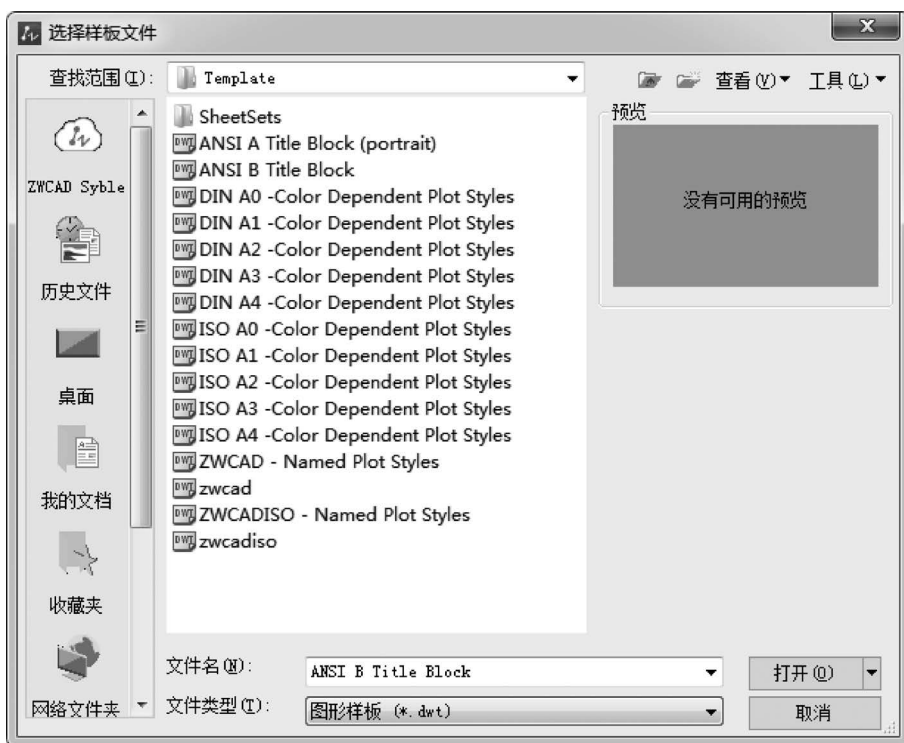 选择样板文件
查找范围(I):
Template
查看(V)
工具(L)
ZWCAD Syble
历史文件
桌面
我的文档
收藏夹
网络文件夹
SheetSets
ANSI A Title Block (portrait)
ANSI B Title Block
DIN A0 -Color Dependent Plot Styles
DIN A1 -Color Dependent Plot Styles
DIN A2 -Color Dependent Plot Styles
DIN A3 -Color Dependent Plot Styles
DIN A4 -Color Dependent Plot Styles
ISO A0 -Color Dependent Plot Styles
ISO A1 -Color Dependent Plot Styles
ISO A2 -Color Dependent Plot Styles
ISO A3 -Color Dependent Plot Styles
ISO A4 -Color Dependent Plot Styles
ZWCAD - Named Plot Styles
zwcad
ZWCADISO - Named Plot Styles
zwcadiso
预览
没有可用的预览
文件名(N):
ANSI B Title Block
打开(O)
文件类型(T):
图形样板 (*.dwt)
取消